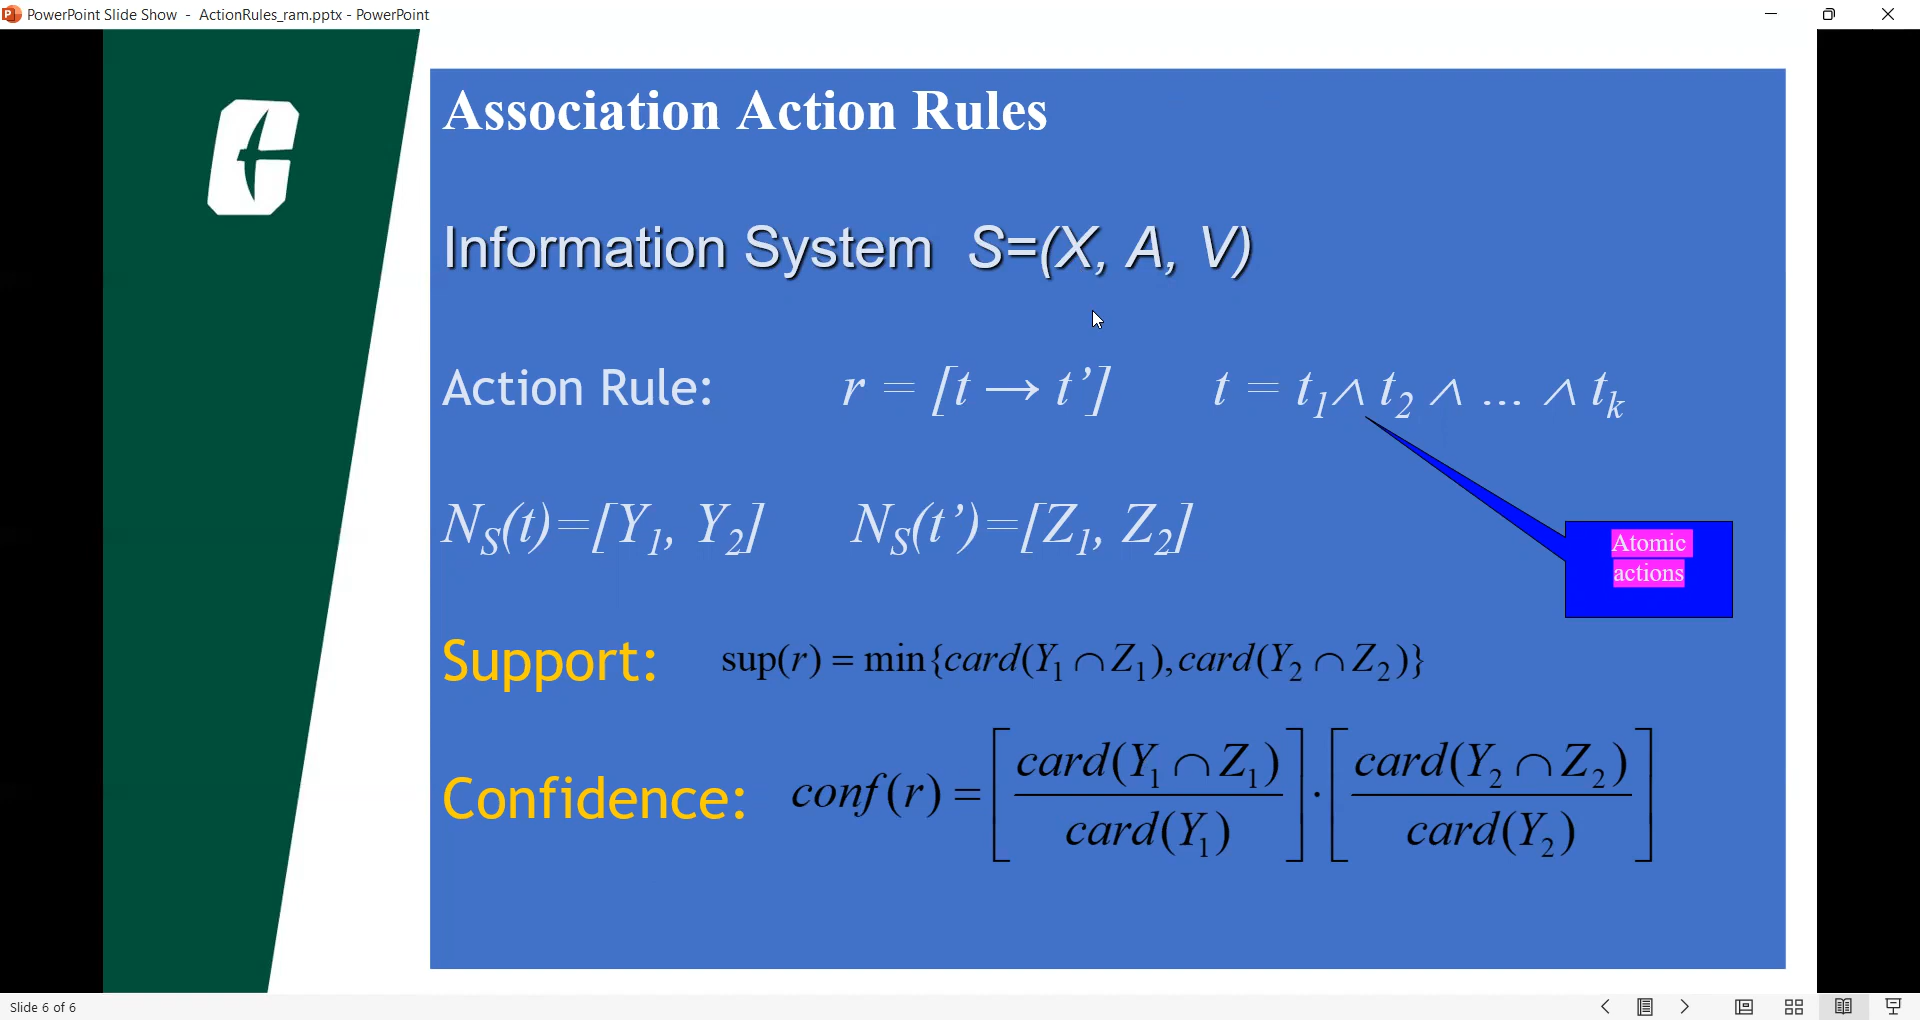 PowerPoint Slide Show - ActionRules_ram.pptx - PowerPoint
Association Action Rules
Information System S=(X, A, V)
Action Rule: r = [t → t’] t = t₁∧ t₂ ∧ ... ∧ tₖ
Nₛ(t)=[Y₁, Y₂] Nₛ(t’)=[Z₁, Z₂]
Atomic
actions
Support: sup(r) = min{card(Y₁ ∩ Z₁), card(Y₂ ∩ Z₂)}
Confidence: conf(r) = [card(Y₁ ∩ Z₁) / card(Y₁)] · [card(Y₂ ∩ Z₂) / card(Y₂)]
Slide 6 of 6